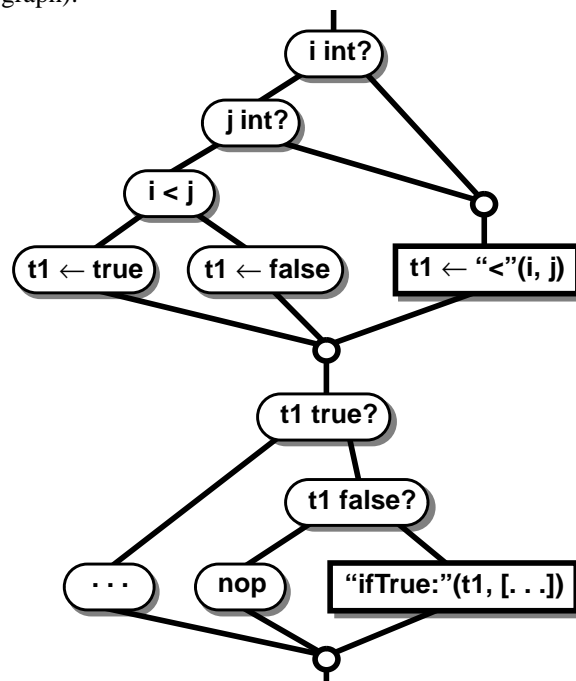 graph).
i int?
j int?
i < j
t1 ← true
t1 ← false
t1 ← “<”(i, j)
t1 true?
t1 false?
. . .
nop
“ifTrue:”(t1, [. . .])